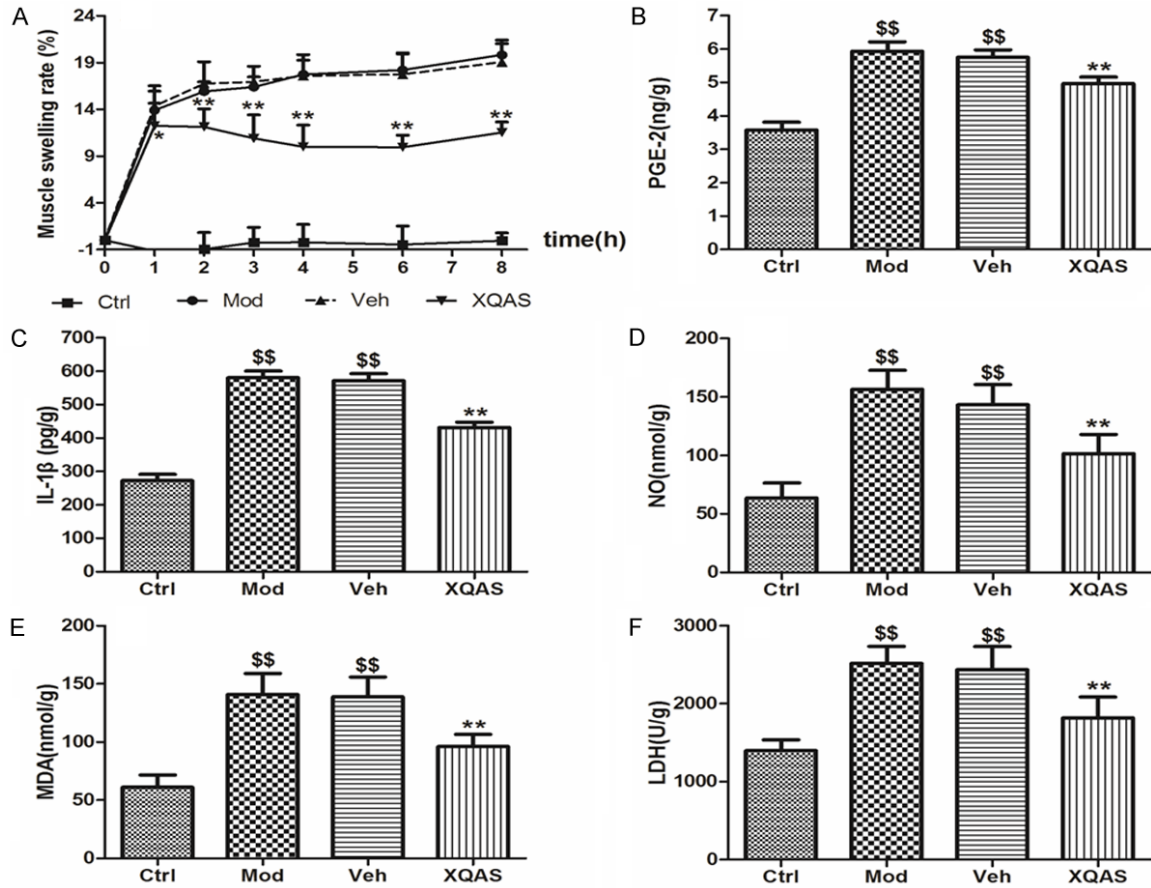 A
Muscle swelling rate (%)
24
19
14
9
4
-1
* ** ** ** ** **
0 1 2 3 4 5 6 7 8
time(h)
Ctrl Mod Veh XQAS
B
PGE-2(ng/g)
7
6
5
4
3
2
1
0
$$ $$ **
Ctrl Mod Veh XQAS
C
IL-1β (pg/g)
700
600
500
400
300
200
100
0
$$ $$ **
Ctrl Mod Veh XQAS
D
NO(nmol/g)
200
150
100
50
0
$$ $$ **
Ctrl Mod Veh XQAS
E
MDA(nmol/g)
200
150
100
50
0
$$ $$ **
Ctrl Mod Veh XQAS
F
LDH(U/g)
3000
2000
1000
0
$$ $$ **
Ctrl Mod Veh XQAS